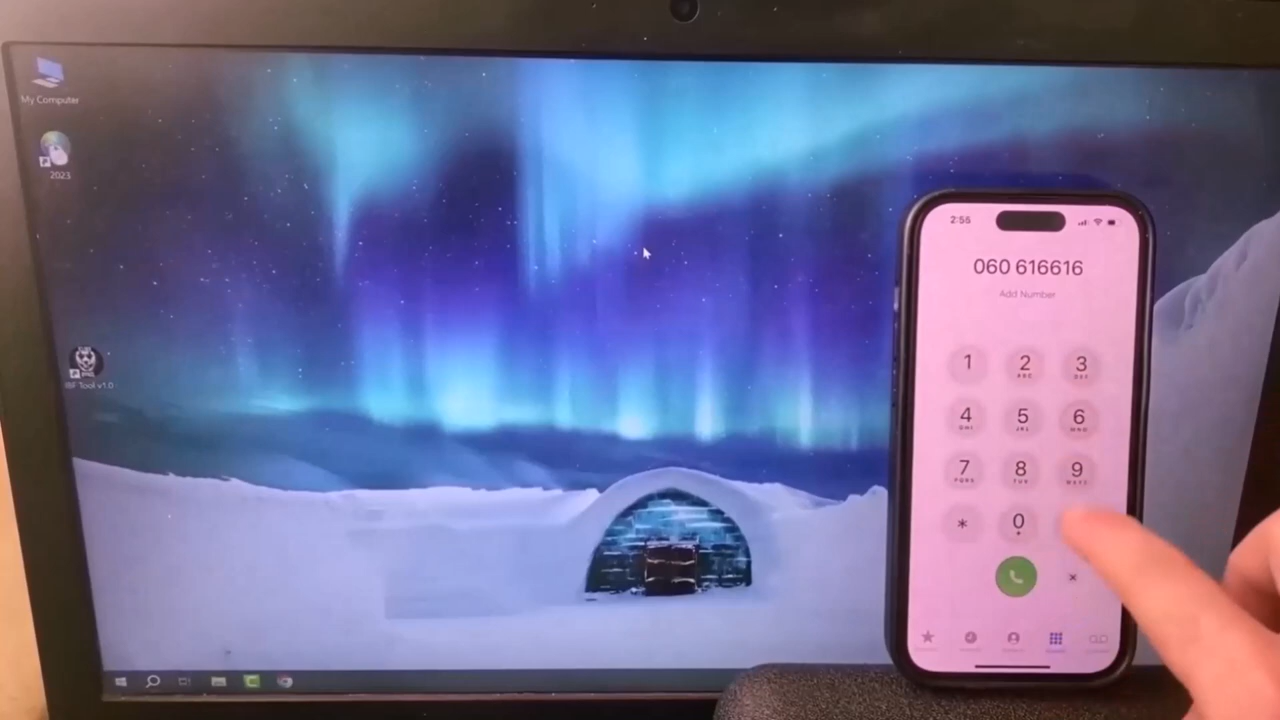 My Computer
2023
IBF Tool v1.0
2:55
060 616616
Add Number
1
2
ABC
3
DEF
4
GHI
5
JKL
6
MNO
7
PQRS
8
TUV
9
WXYZ
*
0
+